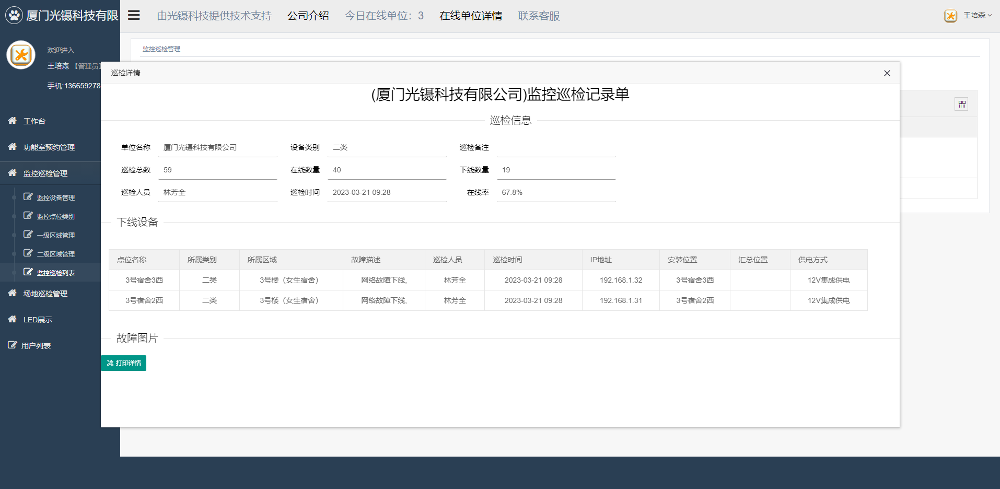 厦门光镊科技有限
由光镊科技提供技术支持 公司介绍 今日在线单位：3 在线单位详情 联系客服
王培森
欢迎进入
王培森 【管理员】
手机:136659278
工作台
功能室预约管理
监控巡检管理
监控设备管理
监控点位类别
一级区域管理
二级区域管理
监控巡检列表
场地巡检管理
LED展示
用户列表
监控巡检管理
巡检详情
(厦门光镊科技有限公司)监控巡检记录单
巡检信息
单位名称 厦门光镊科技有限公司 设备类别 二类 巡检备注
巡检总数 59 在线数量 40 下线数量 19
巡检人员 林芳全 巡检时间 2023-03-21 09:28 在线率 67.8%
下线设备
点位名称 所属类别 所属区域 故障描述 巡检人员 巡检时间 IP地址 安装位置 汇总位置 供电方式
3号宿舍3西 二类 3号楼（女生宿舍） 网络故障下线, 林芳全 2023-03-21 09:28 192.168.1.32 3号宿舍3西 12V集成供电
3号宿舍2西 二类 3号楼（女生宿舍） 网络故障下线, 林芳全 2023-03-21 09:28 192.168.1.31 3号宿舍2西 12V集成供电
故障图片
打印详情